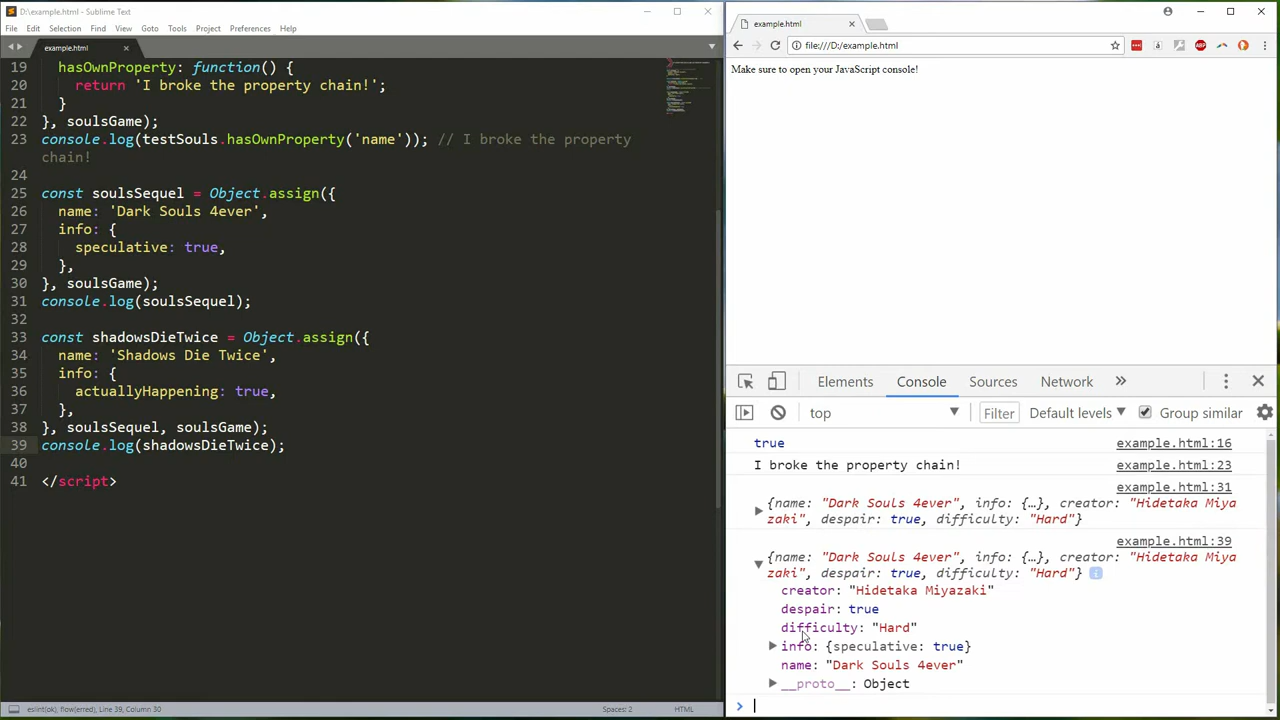 D:\example.html - Sublime Text
File Edit Selection Find View Goto Tools Project Preferences Help
example.html
19 hasOwnProperty: function() {
20 return 'I broke the property chain!';
21 }
22 }, soulsGame);
23 console.log(testSouls.hasOwnProperty('name')); // I broke the property
chain!
24
25 const soulsSequel = Object.assign({
26 name: 'Dark Souls 4ever',
27 info: {
28 speculative: true,
29 },
30 }, soulsGame);
31 console.log(soulsSequel);
32
33 const shadowsDieTwice = Object.assign({
34 name: 'Shadows Die Twice',
35 info: {
36 actuallyHappening: true,
37 },
38 }, soulsSequel, soulsGame);
39 console.log(shadowsDieTwice);
40
41 </script>
eslint(ok), flow(erred), Line 39, Column 30 Spaces: 2 HTML
example.html
file:///D:/example.html
Make sure to open your JavaScript console!
Elements Console Sources Network
top Filter Default levels Group similar
true example.html:16
I broke the property chain! example.html:23
example.html:31
{name: "Dark Souls 4ever", info: {…}, creator: "Hidetaka Miya
zaki", despair: true, difficulty: "Hard"}
example.html:39
{name: "Dark Souls 4ever", info: {…}, creator: "Hidetaka Miya
zaki", despair: true, difficulty: "Hard"} i
creator: "Hidetaka Miyazaki"
despair: true
difficulty: "Hard"
info: {speculative: true}
name: "Dark Souls 4ever"
__proto__: Object